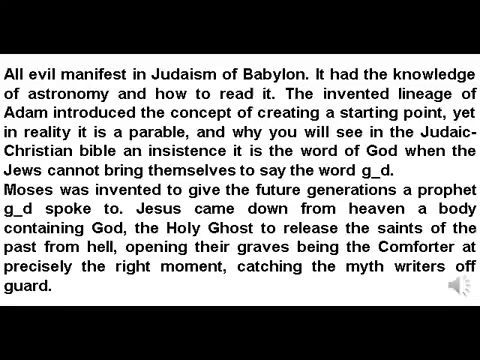 All evil manifest in Judaism of Babylon. It had the knowledge
of astronomy and how to read it. The invented lineage of
Adam introduced the concept of creating a starting point, yet
in reality it is a parable, and why you will see in the Judaic-
Christian bible an insistence it is the word of God when the
Jews cannot bring themselves to say the word g_d.
Moses was invented to give the future generations a prophet
g_d spoke to. Jesus came down from heaven a body
containing God, the Holy Ghost to release the saints of the
past from hell, opening their graves being the Comforter at
precisely the right moment, catching the myth writers off
guard.